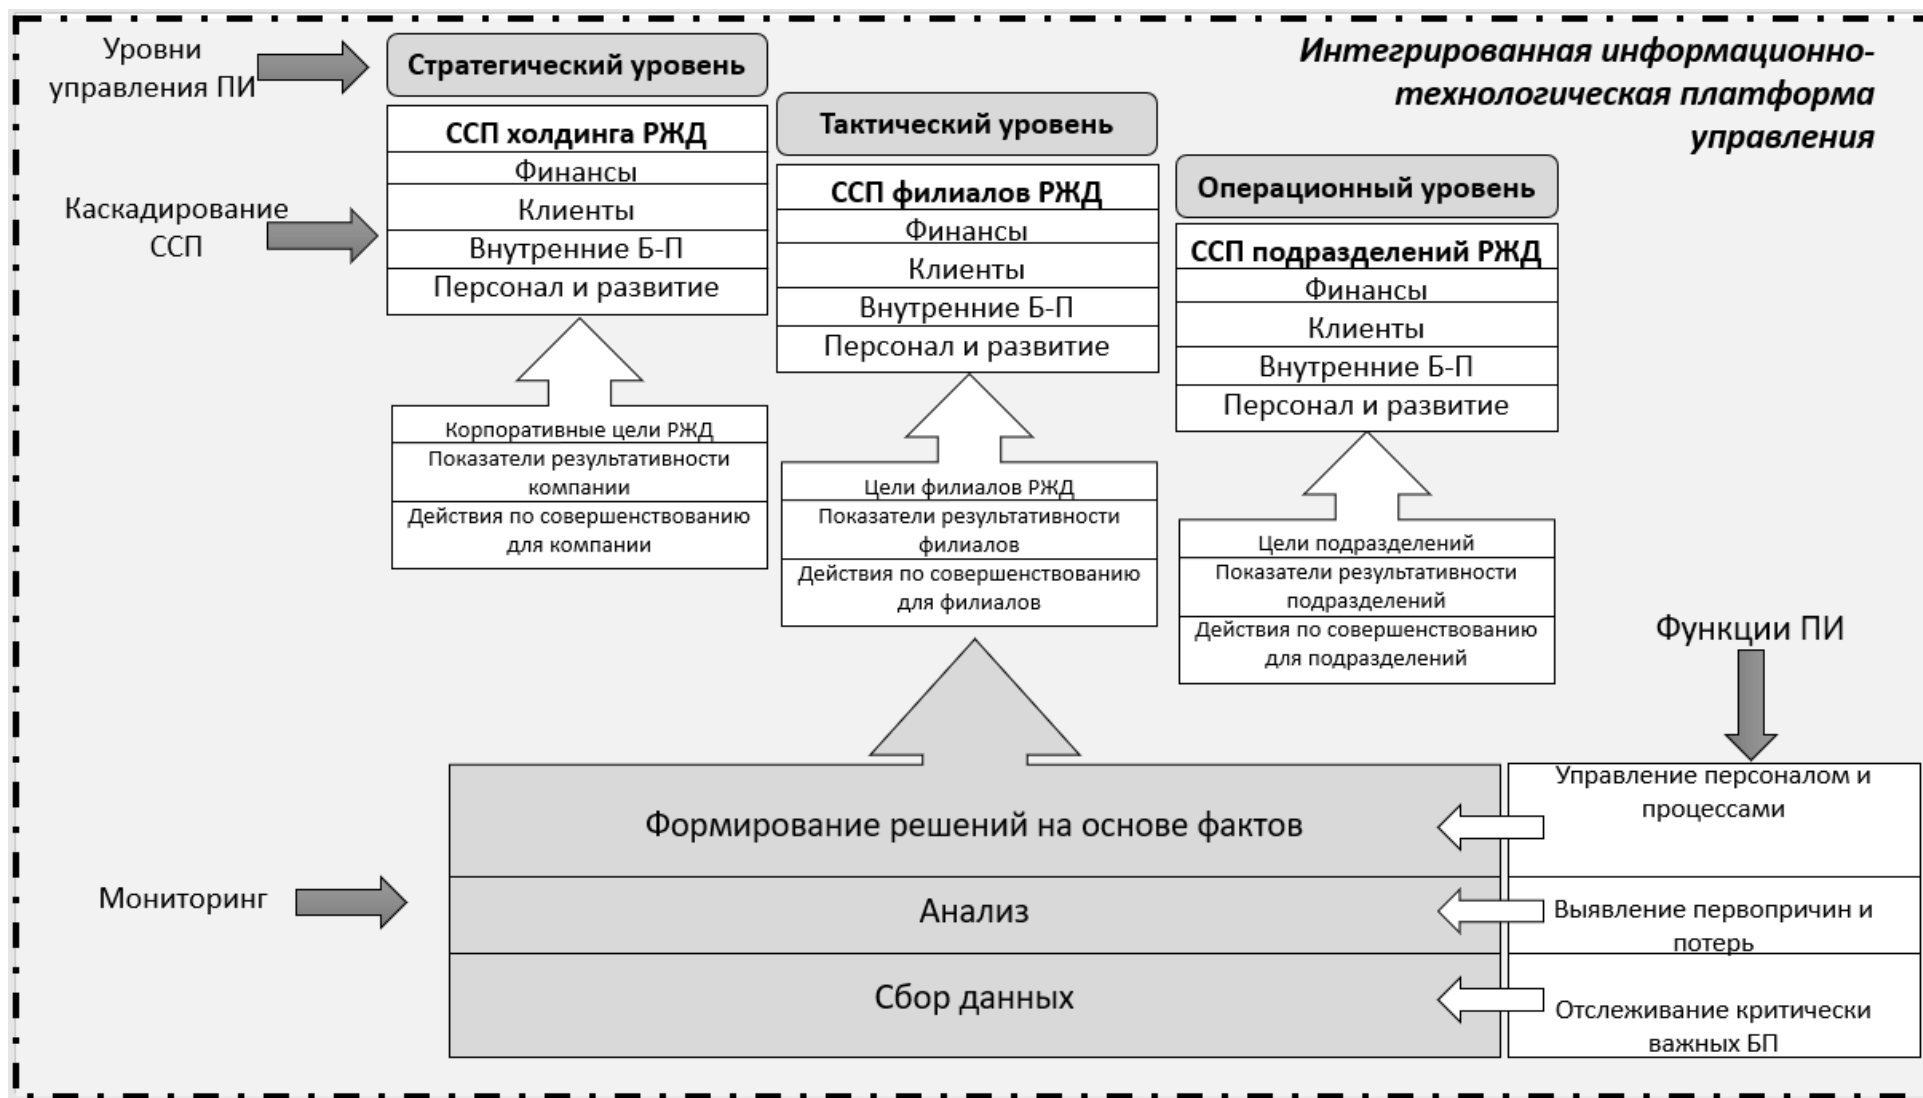 Уровни
управления ПИ
Стратегический уровень
Интегрированная информационно-
технологическая платформа
управления
Каскадирование
ССП
ССП холдинга РЖД
Финансы
Клиенты
Внутренние Б-П
Персонал и развитие
Тактический уровень
ССП филиалов РЖД
Финансы
Клиенты
Внутренние Б-П
Персонал и развитие
Операционный уровень
ССП подразделений РЖД
Финансы
Клиенты
Внутренние Б-П
Персонал и развитие
Корпоративные цели РЖД
Показатели результативности
компании
Действия по совершенствованию
для компании
Цели филиалов РЖД
Показатели результативности
филиалов
Действия по совершенствованию
для филиалов
Цели подразделений
Показатели результативности
подразделений
Действия по совершенствованию
для подразделений
Функции ПИ
Мониторинг
Формирование решений на основе фактов
Анализ
Сбор данных
Управление персоналом и
процессами
Выявление первопричин и
потерь
Отслеживание критически
важных БП